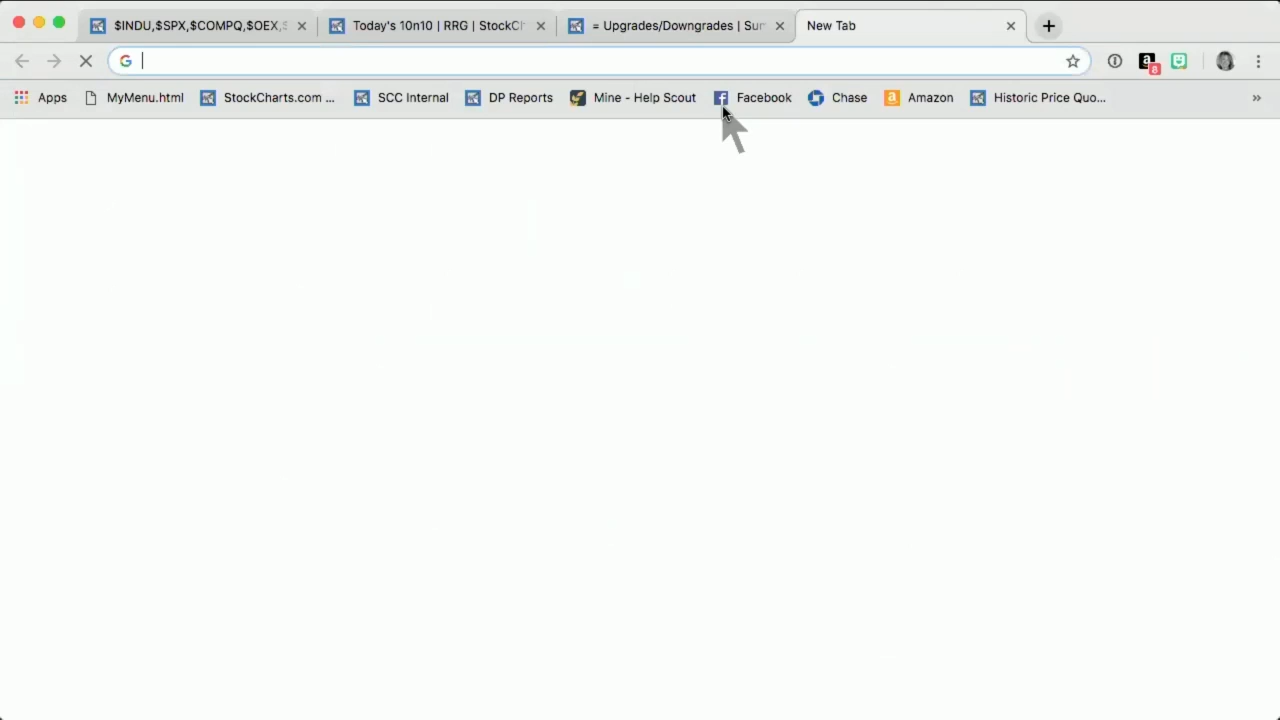 $INDU,$SPX,$COMPQ,$OEX,$ Today's 10n10 | RRG | StockCh = Upgrades/Downgrades | Sum New Tab
Apps MyMenu.html StockCharts.com ... SCC Internal DP Reports Mine - Help Scout Facebook Chase Amazon Historic Price Quo... »